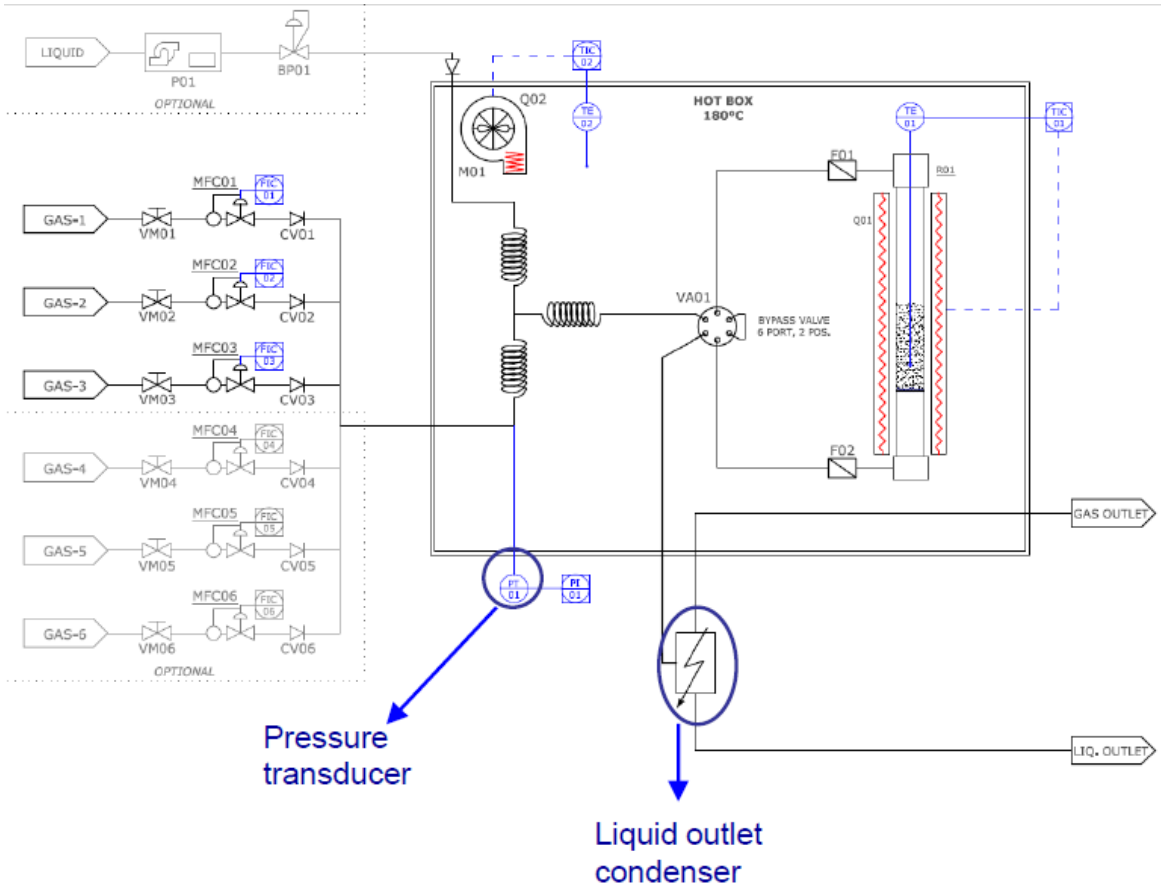 LIQUID
P01
BP01
OPTIONAL
TIC
02
Q02
TE
02
M01
HOT BOX
180ºC
TE
01
TIC
01
F01
R01
Q01
MFC01
FIC
01
GAS-1
VM01
CV01
MFC02
FIC
02
GAS-2
VM02
CV02
VA01
BYPASS VALVE
6 PORT, 2 POS.
MFC03
FIC
03
GAS-3
VM03
CV03
MFC04
FIC
04
GAS-4
VM04
CV04
F02
MFC05
FIC
05
GAS-5
VM05
CV05
GAS OUTLET
MFC06
FIC
06
GAS-6
VM06
CV06
OPTIONAL
PT
01
PI
01
Pressure
transducer
LIQ. OUTLET
Liquid outlet
condenser